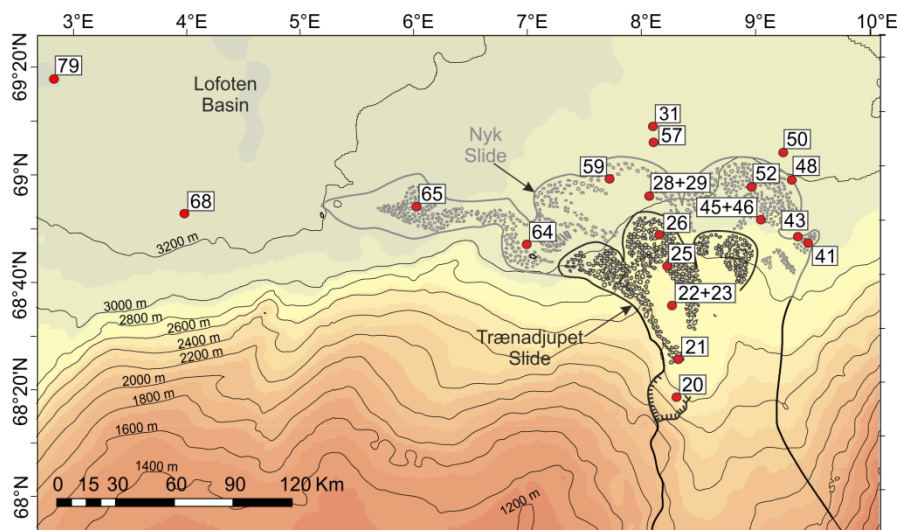 3°E 4°E 5°E 6°E 7°E 8°E 9°E 10°E
69°20'N
69°N
68°40'N
68°20'N
68°N
79
Lofoten
Basin
31
57
50
Nyk
Slide
59
52
48
28+29
65
45+46
68
26
43
64
41
25
3200 m
22+23
3000 m
2800 m
2600 m
2400 m
2200 m
Trænadjupet
Slide
21
2000 m
20
1800 m
1600 m
1400 m
1200 m
0 15 30 60 90 120 Km